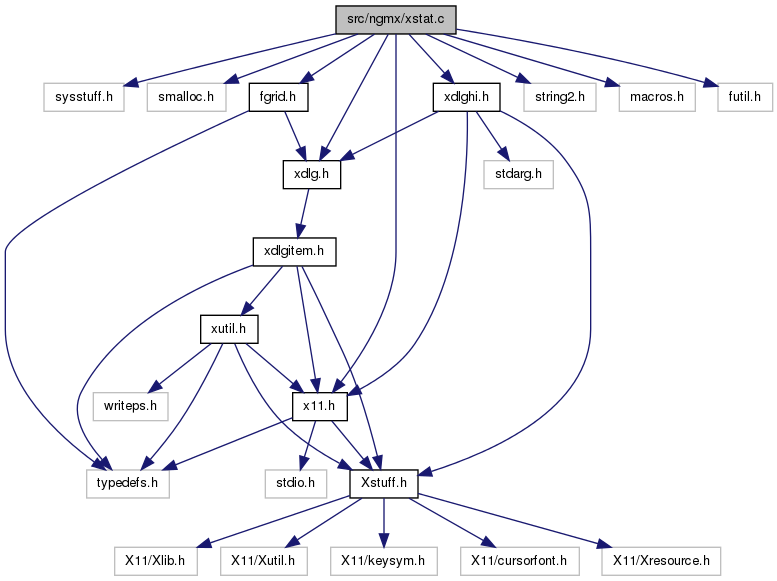 src/ngmx/xstat.c
sysstuff.h
smalloc.h
fgrid.h
xdlghi.h
string2.h
macros.h
futil.h
xdlg.h
stdarg.h
xdlgitem.h
xutil.h
writeps.h
x11.h
typedefs.h
stdio.h
Xstuff.h
X11/Xlib.h
X11/Xutil.h
X11/keysym.h
X11/cursorfont.h
X11/Xresource.h